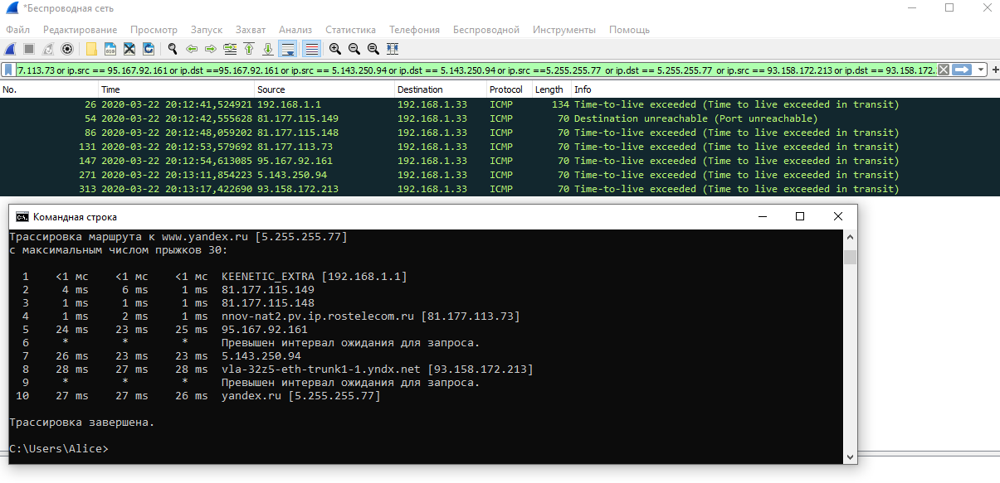 *Беспроводная сеть
Файл Редактирование Просмотр Запуск Захват Анализ Статистика Телефония Беспроводной Инструменты Помощь
7.113.73 or ip.src == 95.167.92.161 or ip.dst ==95.167.92.161 or ip.src == 5.143.250.94 or ip.dst == 5.143.250.94 or ip.src ==5.255.255.77 or ip.dst == 5.255.255.77 or ip.src == 93.158.172.213 or ip.dst == 93.158.172.
No. Time Source Destination Protocol Length Info
26 2020-03-22 20:12:41,524921 192.168.1.1 192.168.1.33 ICMP 134 Time-to-live exceeded (Time to live exceeded in transit)
54 2020-03-22 20:12:42,555628 81.177.115.149 192.168.1.33 ICMP 70 Destination unreachable (Port unreachable)
86 2020-03-22 20:12:48,059202 81.177.115.148 192.168.1.33 ICMP 70 Time-to-live exceeded (Time to live exceeded in transit)
131 2020-03-22 20:12:53,579692 81.177.113.73 192.168.1.33 ICMP 70 Time-to-live exceeded (Time to live exceeded in transit)
147 2020-03-22 20:12:54,613085 95.167.92.161 192.168.1.33 ICMP 70 Time-to-live exceeded (Time to live exceeded in transit)
271 2020-03-22 20:13:11,854223 5.143.250.94 192.168.1.33 ICMP 70 Time-to-live exceeded (Time to live exceeded in transit)
313 2020-03-22 20:13:17,422690 93.158.172.213 192.168.1.33 ICMP 70 Time-to-live exceeded (Time to live exceeded in transit)
Командная строка
Трассировка маршрута к www.yandex.ru [5.255.255.77]
с максимальным числом прыжков 30:
1 <1 мс <1 мс <1 мс KEENETIC_EXTRA [192.168.1.1]
2 4 ms 6 ms 1 ms 81.177.115.149
3 1 ms 1 ms 1 ms 81.177.115.148
4 1 ms 2 ms 1 ms nnov-nat2.pv.ip.rostelecom.ru [81.177.113.73]
5 24 ms 23 ms 25 ms 95.167.92.161
6 * * * Превышен интервал ожидания для запроса.
7 26 ms 23 ms 23 ms 5.143.250.94
8 28 ms 27 ms 28 ms vla-32z5-eth-trunk1-1.yndx.net [93.158.172.213]
9 * * * Превышен интервал ожидания для запроса.
10 27 ms 27 ms 26 ms yandex.ru [5.255.255.77]
Трассировка завершена.
C:\Users\Alice>